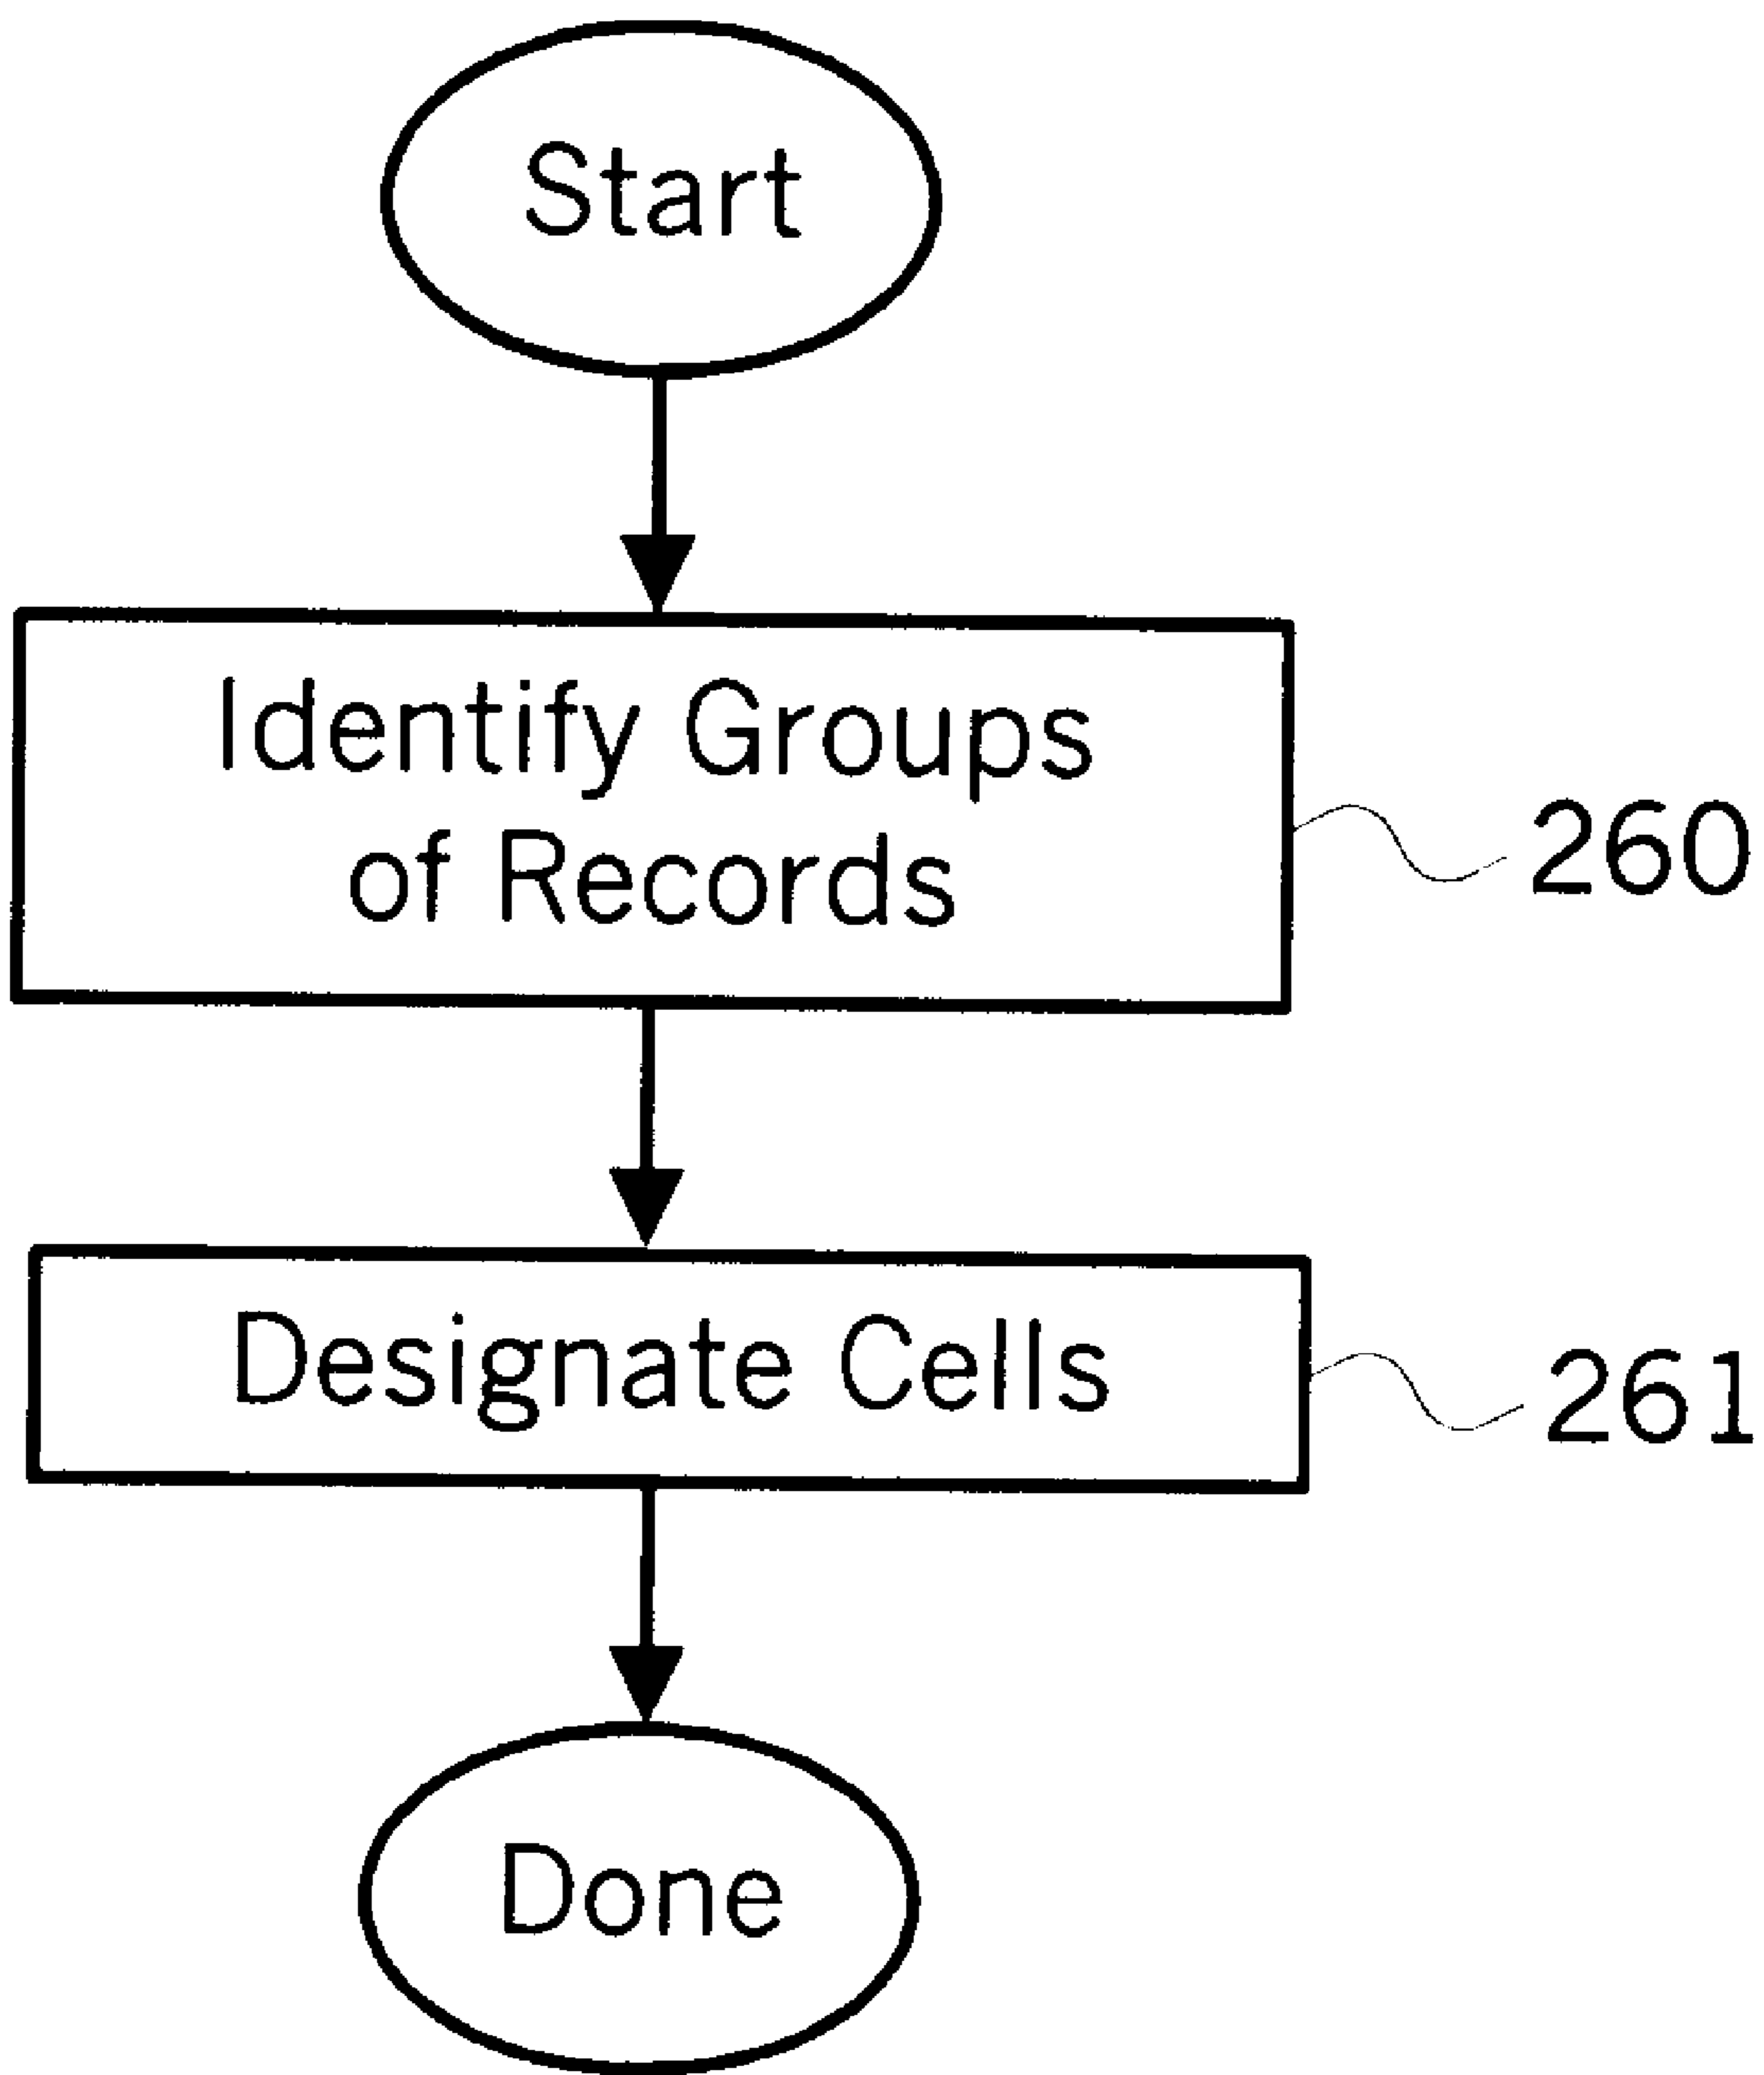 Start
Identify Groups
of Records
260
Designate Cells
261
Done